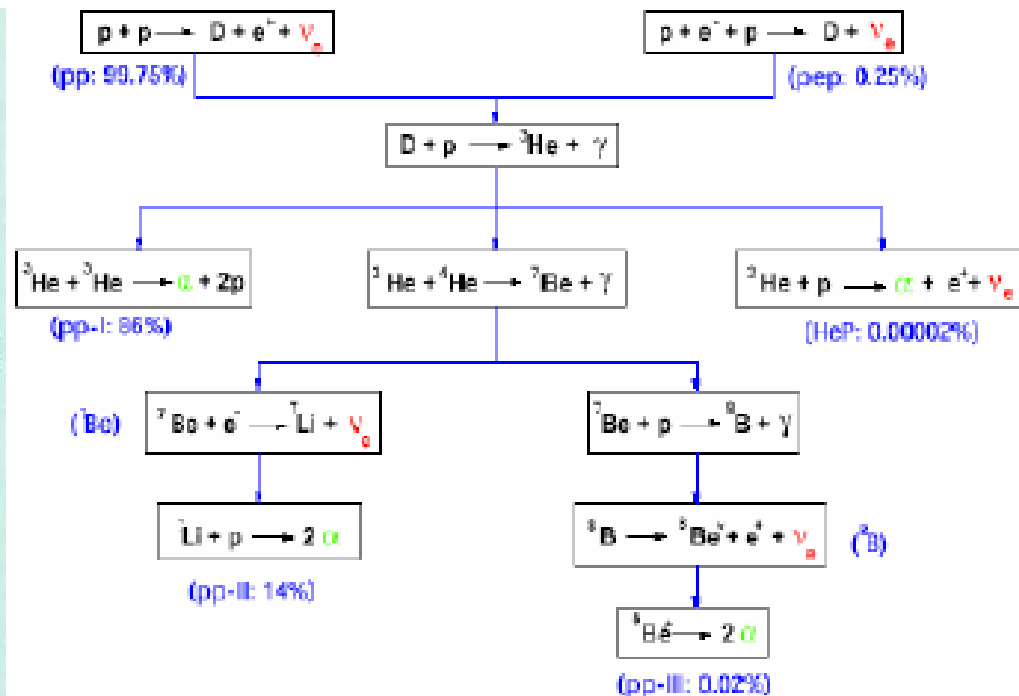 p + p → D + e⁺ + νₑ
p + e⁻ + p → D + νₑ
(pp: 99.75%)
(pep: 0.25%)
D + p → ³He + γ
³He + ³He → α + 2p
³He + ⁴He → ⁷Be + γ
³He + p → α + e⁺ + νₑ
(pp-I: 86%)
(HeP: 0.00002%)
(⁷Be)
⁷Be + e⁻ → ⁷Li + νₑ
⁷Be + p → ⁸B + γ
⁷Li + p → 2 α
⁸B → ⁸Be* + e⁺ + νₑ
(⁸B)
(pp-II: 14%)
⁸Be* → 2 α
(pp-III: 0.02%)